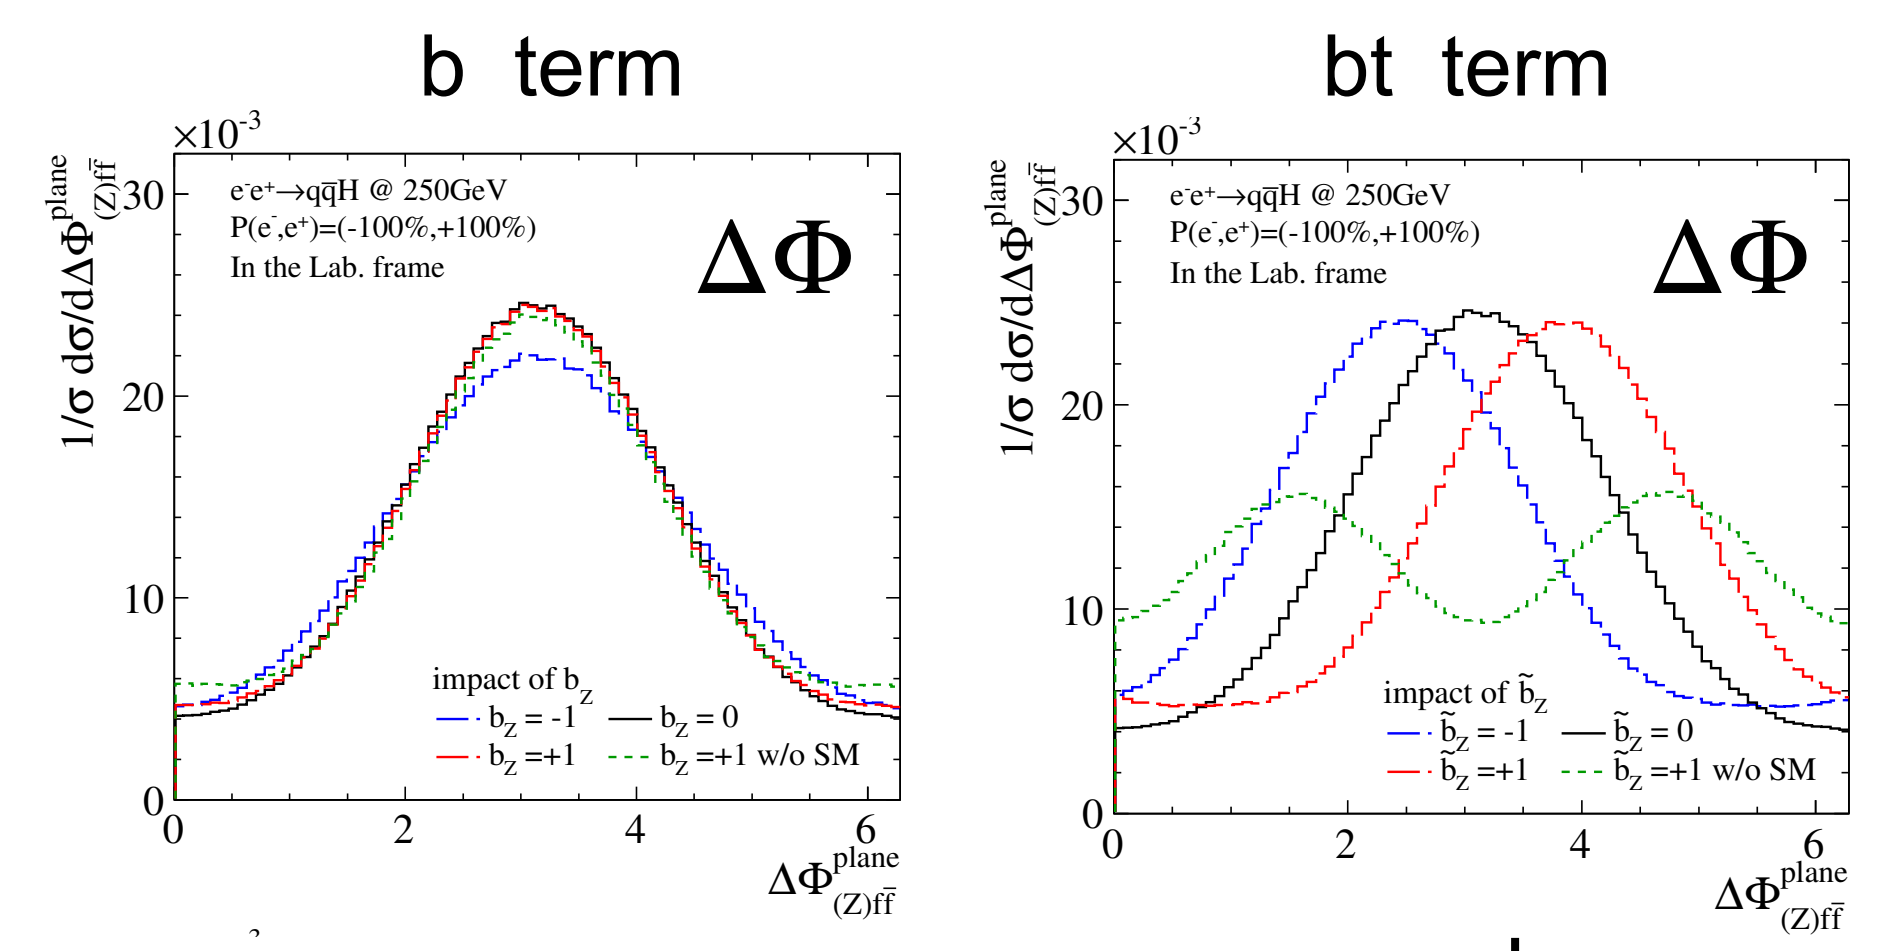 b term
bt term
×10⁻³
1/σ dσ/dΔΦ^plane_(Z)ff̄
e⁻e⁺→qq̄H @ 250GeV
P(e⁻,e⁺)=(-100%,+100%)
In the Lab. frame
ΔΦ
30
20
10
0
impact of b_Z
b_Z = -1
b_Z = 0
b_Z =+1
b_Z =+1 w/o SM
0 2 4 6
ΔΦ^plane_(Z)ff̄
3
×10⁻³
1/σ dσ/dΔΦ^plane_(Z)ff̄
e⁻e⁺→qq̄H @ 250GeV
P(e⁻,e⁺)=(-100%,+100%)
In the Lab. frame
ΔΦ
30
20
10
0
impact of b̃_Z
b̃_Z = -1
b̃_Z = 0
b̃_Z =+1
b̃_Z =+1 w/o SM
0 2 4 6
ΔΦ^plane_(Z)ff̄